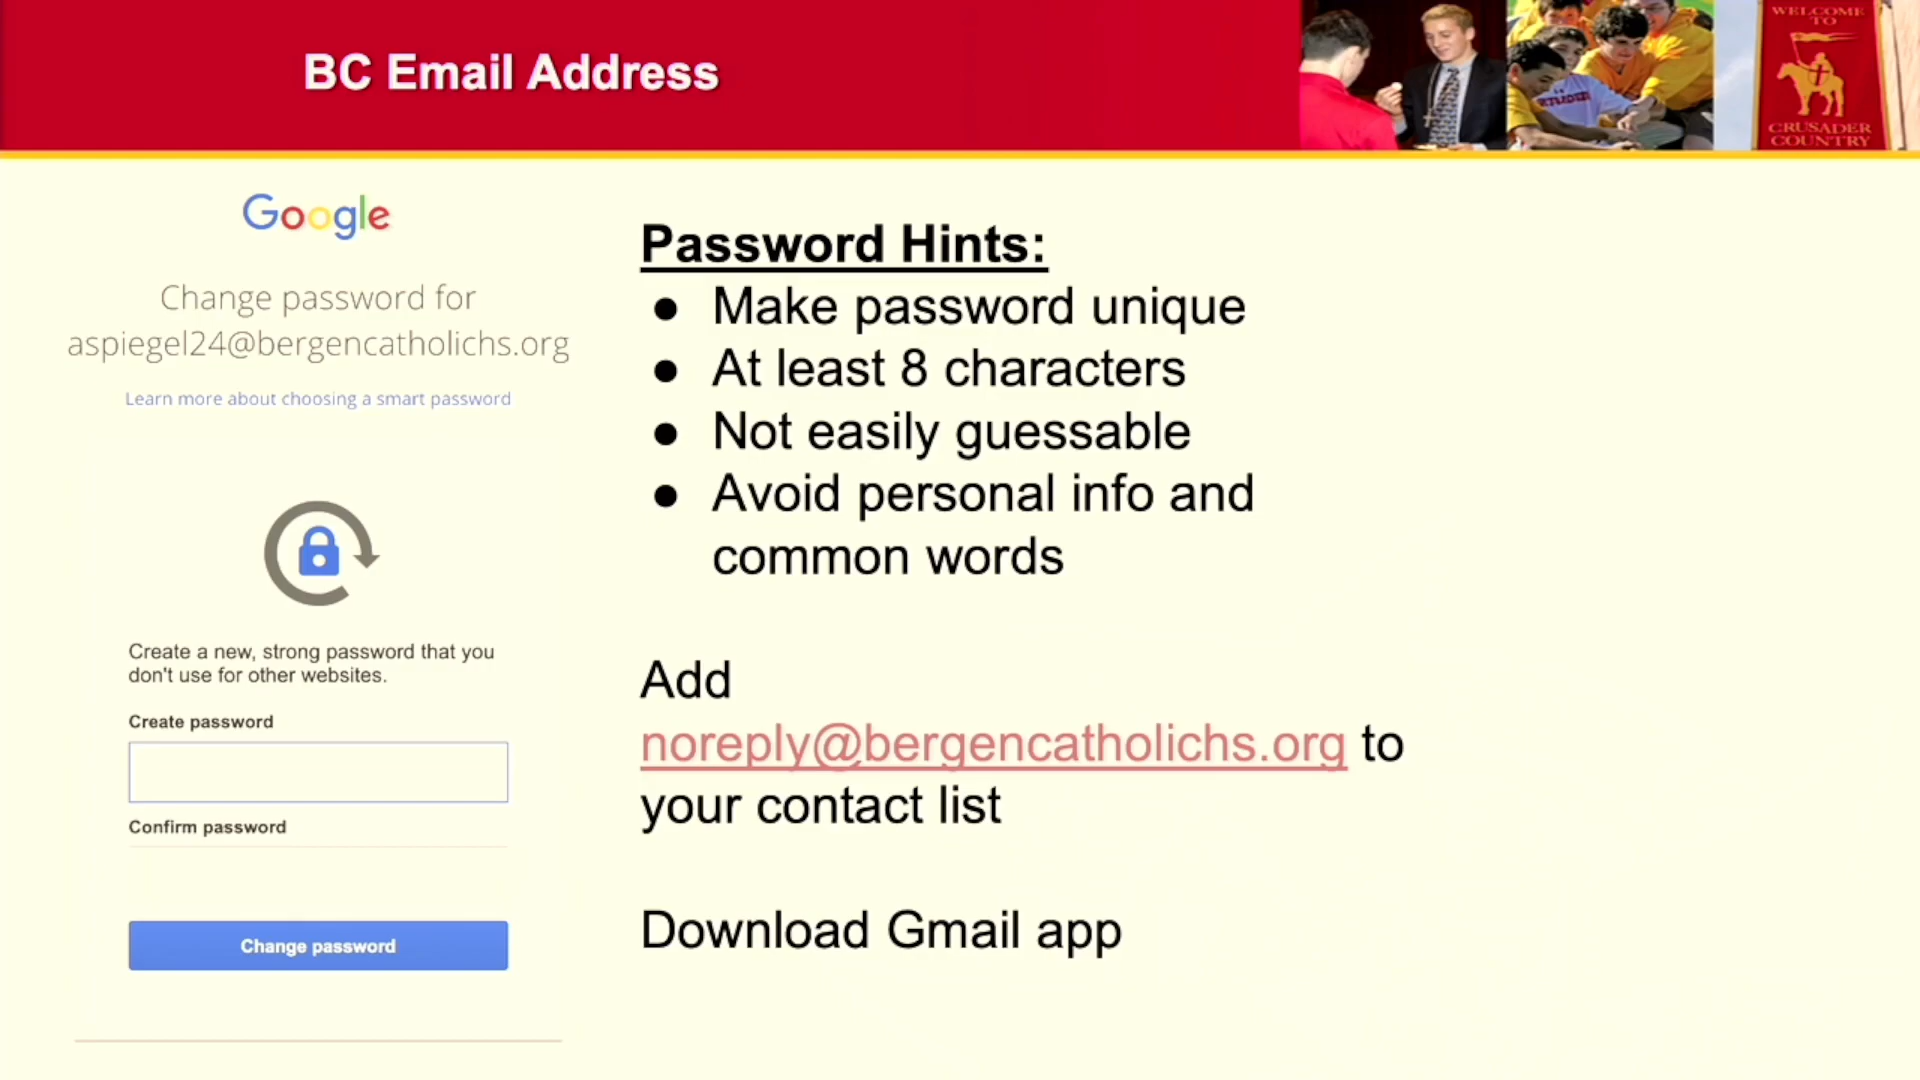 BC Email Address
WELCOME
TO
CRUSADER
COUNTRY
Google
Change password for
aspiegel24@bergencatholichs.org
Learn more about choosing a smart password
Create a new, strong password that you
don't use for other websites.
Create password
Confirm password
Change password
Password Hints:
● Make password unique
● At least 8 characters
● Not easily guessable
● Avoid personal info and
common words
Add
noreply@bergencatholichs.org to
your contact list
Download Gmail app